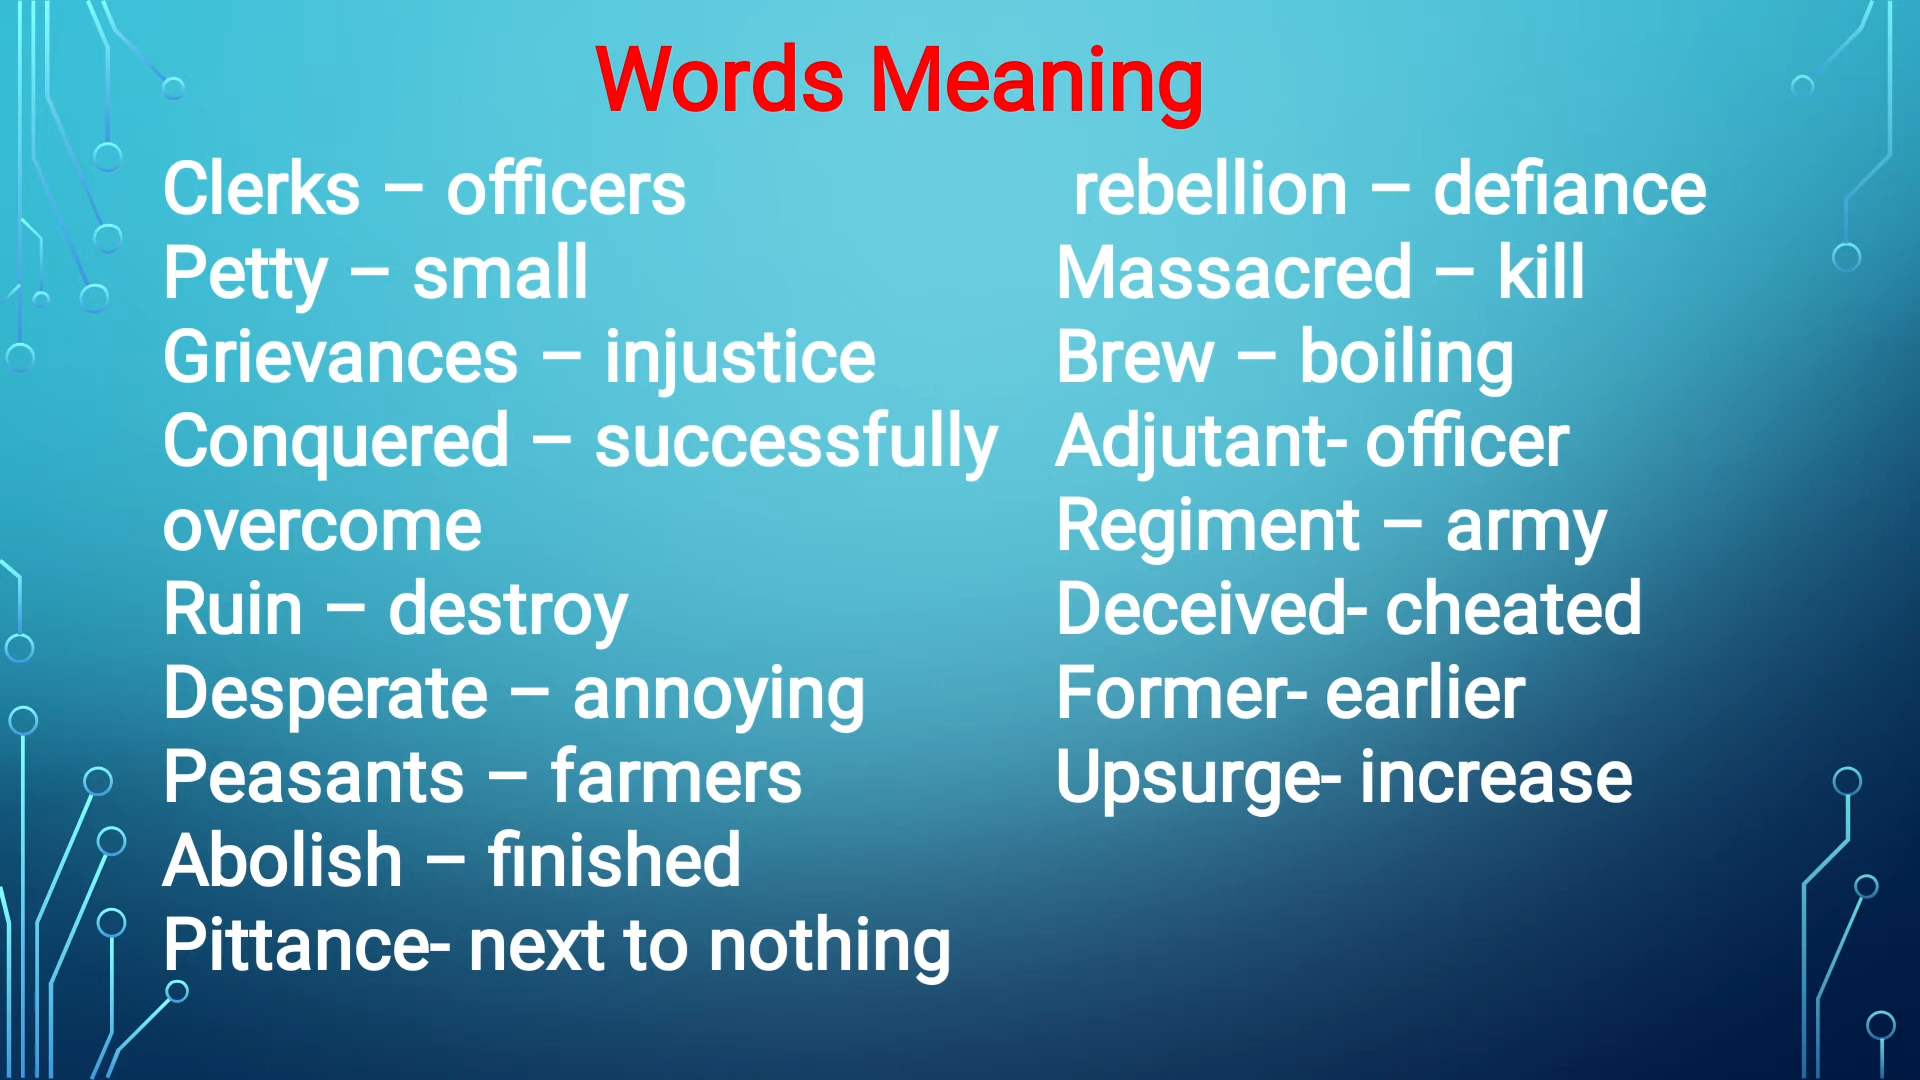 Words Meaning
Clerks – officers
Petty – small
Grievances – injustice
Conquered – successfully
overcome
Ruin – destroy
Desperate – annoying
Peasants – farmers
Abolish – finished
Pittance- next to nothing
rebellion – defiance
Massacred – kill
Brew – boiling
Adjutant- officer
Regiment – army
Deceived- cheated
Former- earlier
Upsurge- increase